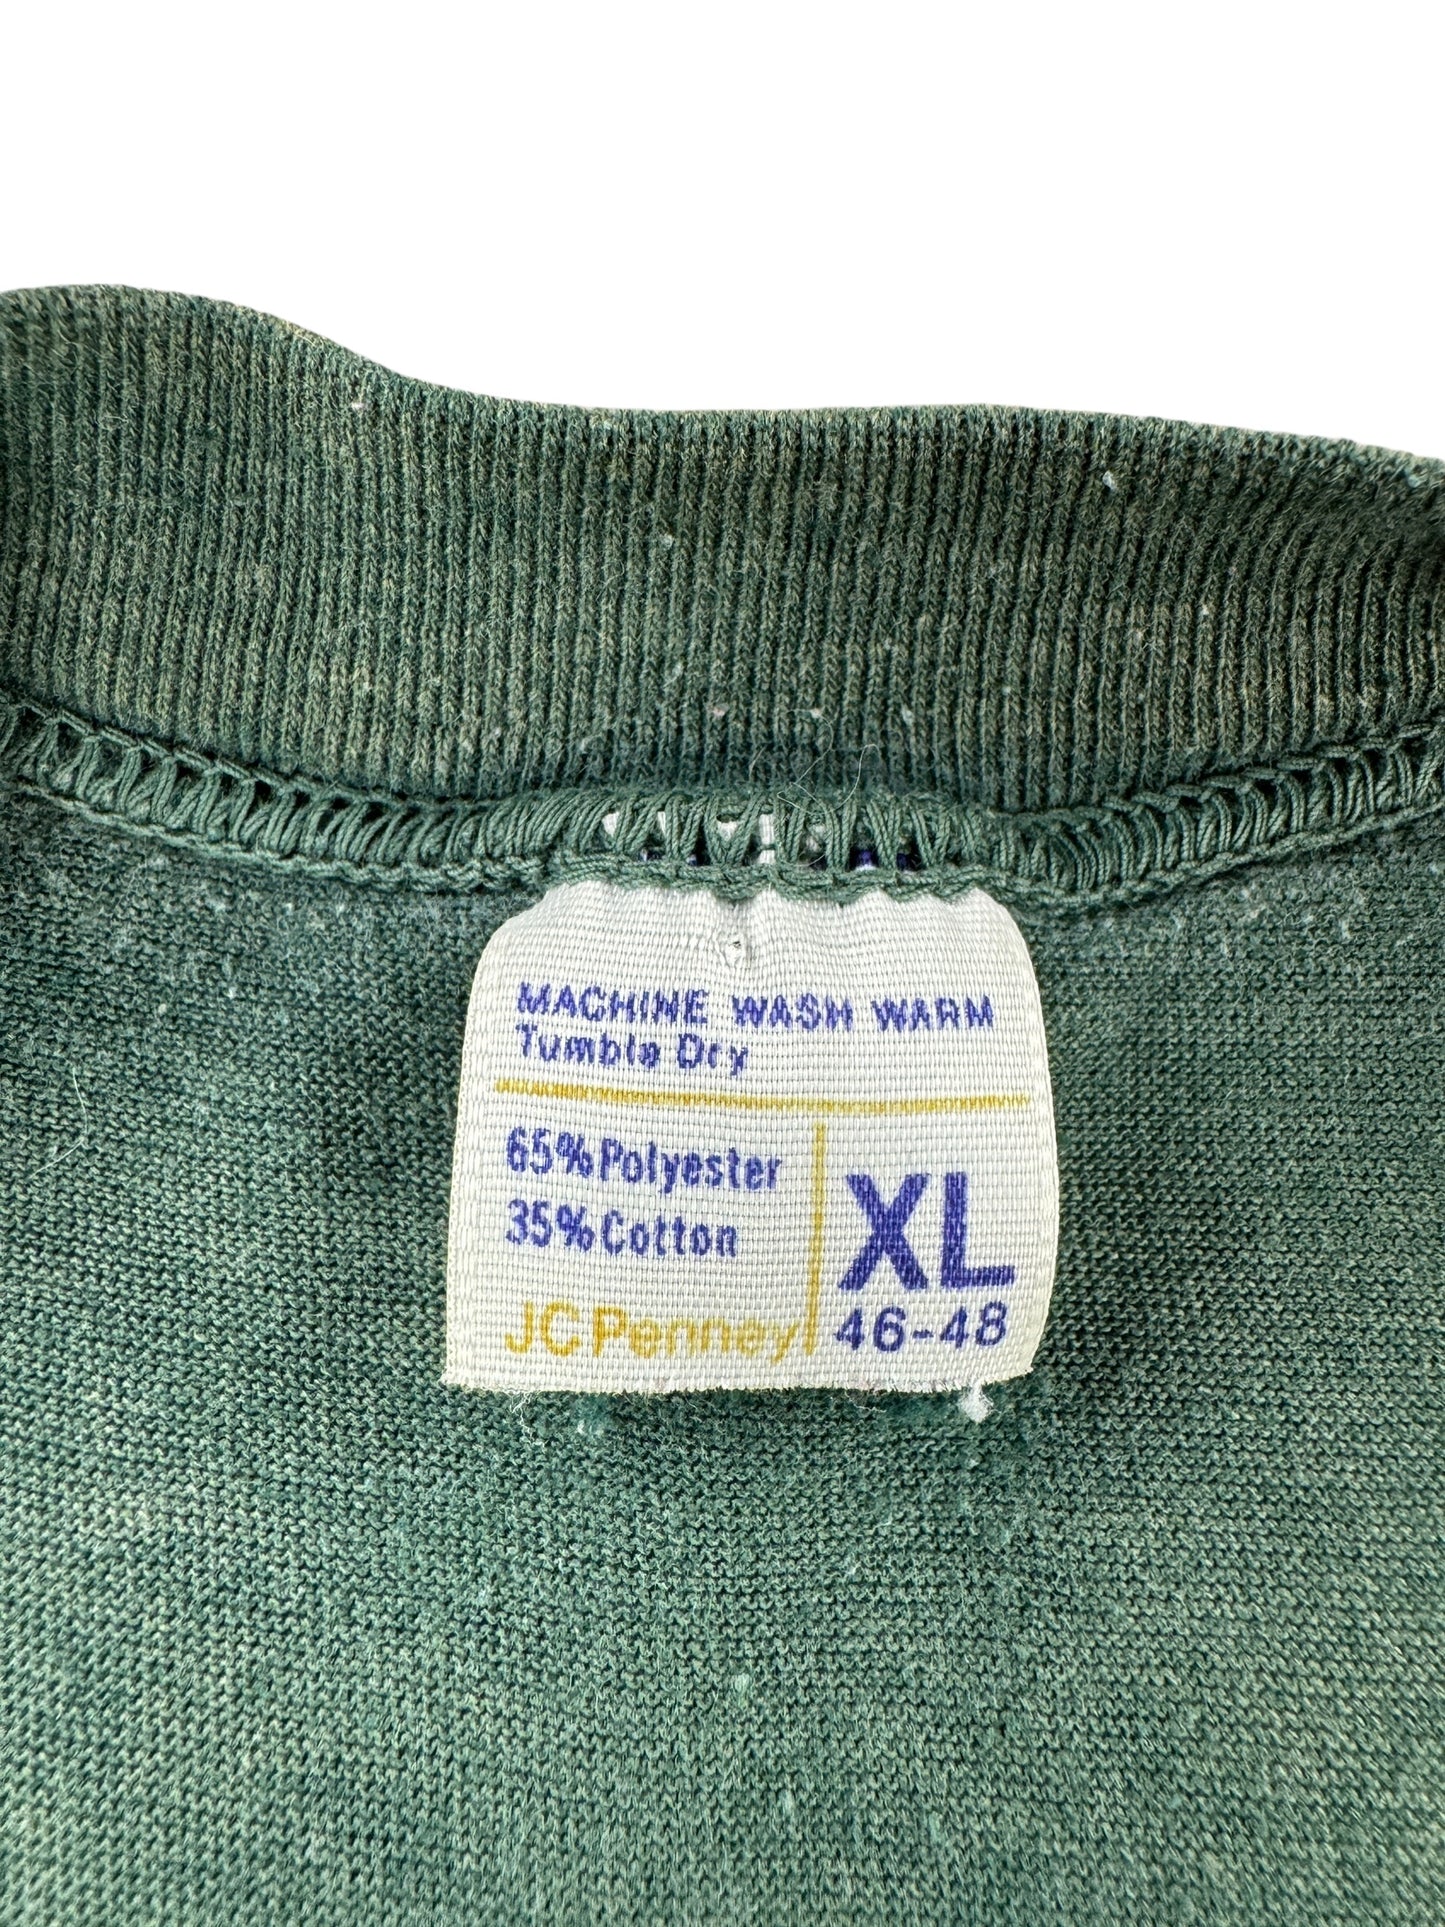 MACHINE WASH WARM
Tumble Dry
65% Polyester
35% Cotton
JCPenney
XL
46-48